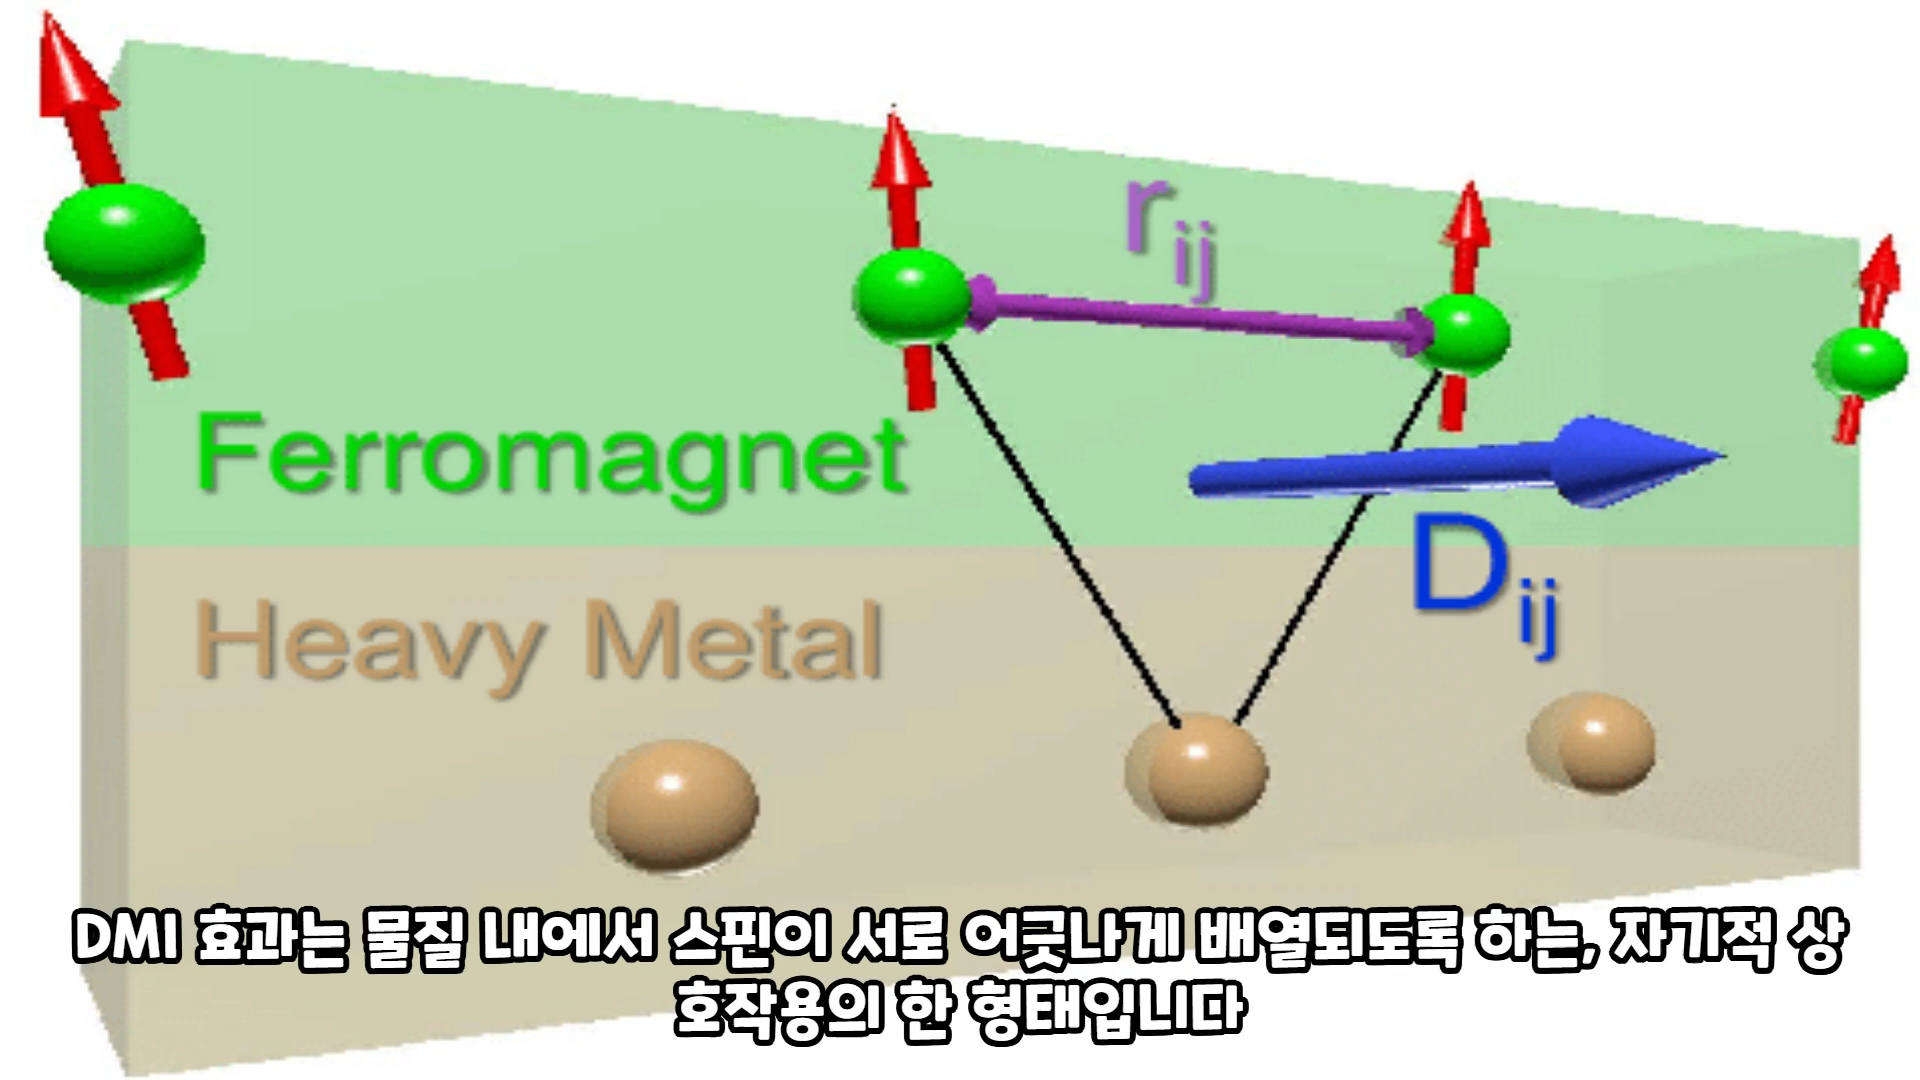 r ij
Ferromagnet
D ij
Heavy Metal
DMI 효과는 물질 내에서 스핀이 서로 어긋나게 배열되도록 하는, 자기적 상
호작용의 한 형태입니다